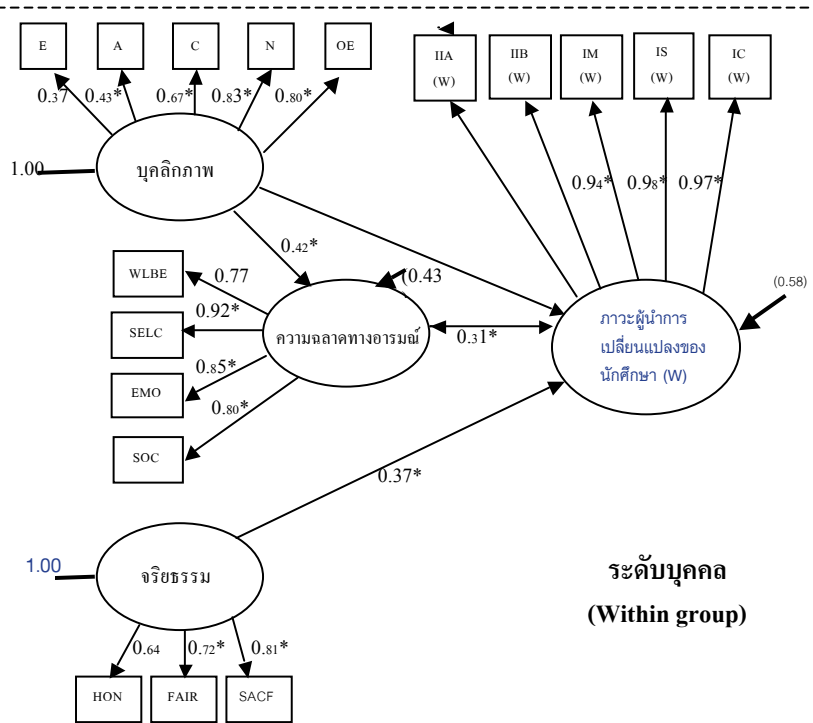 E
A
C
N
OE
IIA
(W)
IIB
(W)
IM
(W)
IS
(W)
IC
(W)
0.37
0.43*
0.67*
0.83*
0.80*
1.00
บุคลิกภาพ
0.94*
0.98*
0.97*
0.42*
WLBE
0.77
(0.43
(0.58)
SELC
0.92*
ความฉลาดทางอารมณ์
0.31*
ภาวะผู้นำการ
เปลี่ยนแปลงของ
นักศึกษา (W)
EMO
0.85*
SOC
0.80*
0.37*
1.00
จริยธรรม
ระดับบุคคล
(Within group)
0.64
0.72*
0.81*
HON
FAIR
SACF